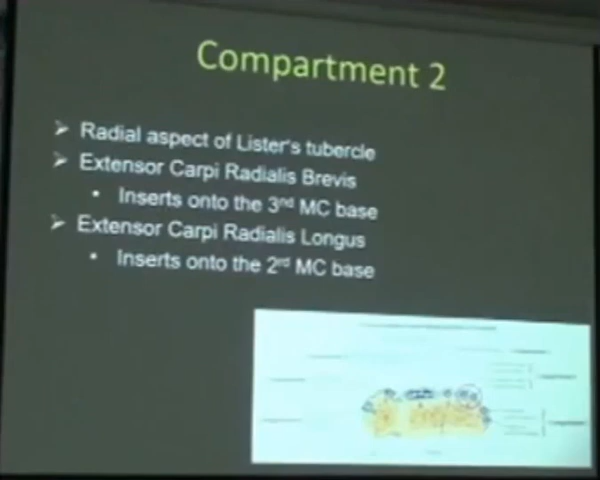 Compartment 2
➢ Radial aspect of Lister's tubercle
➢ Extensor Carpi Radialis Brevis
• Inserts onto the 3rd MC base
➢ Extensor Carpi Radialis Longus
• Inserts onto the 2rd MC base